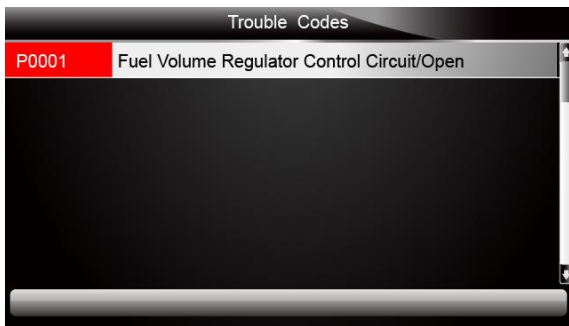 Trouble Codes
P0001 Fuel Volume Regulator Control Circuit/Open